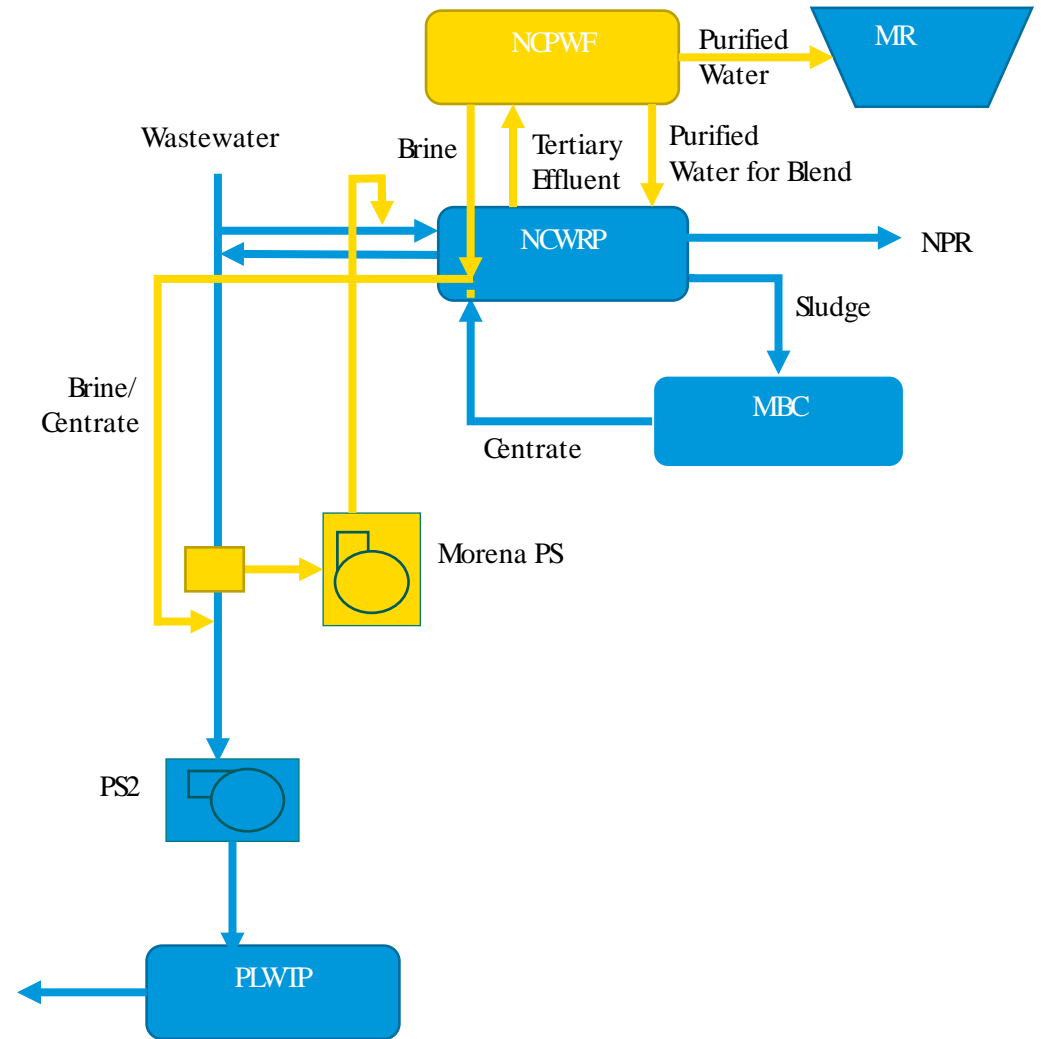 NCPWF
Purified
Water
MR
Wastewater
Brine
Tertiary
Effluent
Purified
Water for Blend
NCWRP
NPR
Sludge
Brine/
Centrate
MBC
Centrate
Morena PS
PS2
PLWTP